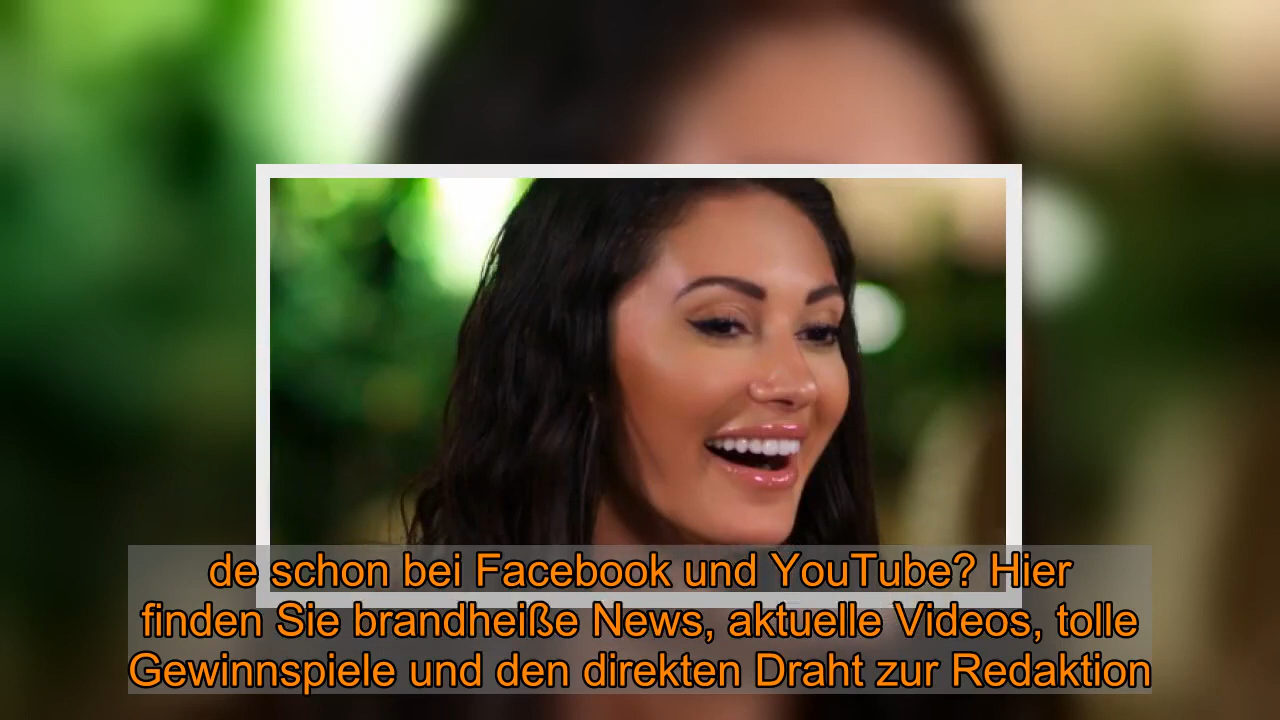 de schon bei Facebook und YouTube? Hier
finden Sie brandheiße News, aktuelle Videos, tolle
Gewinnspiele und den direkten Draht zur Redaktion